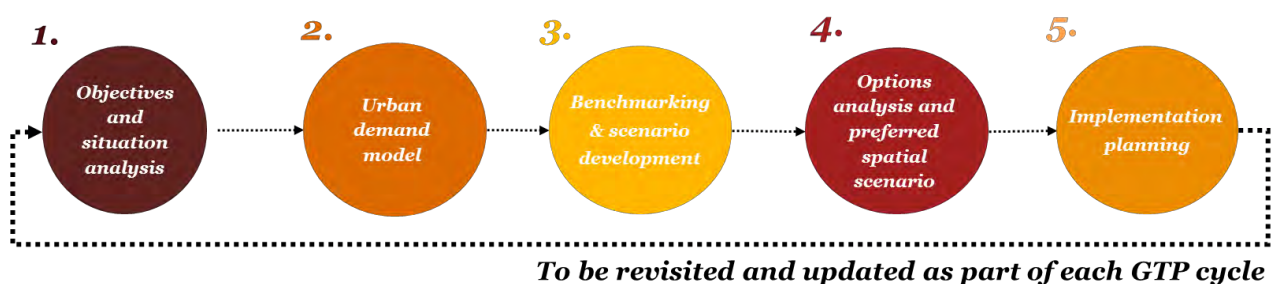 1.
Objectives
and
situation
analysis
2.
Urban
demand
model
3.
Benchmarking
& scenario
development
4.
Options
analysis and
preferred
spatial
scenario
5.
Implementation
planning
To be revisited and updated as part of each GTP cycle